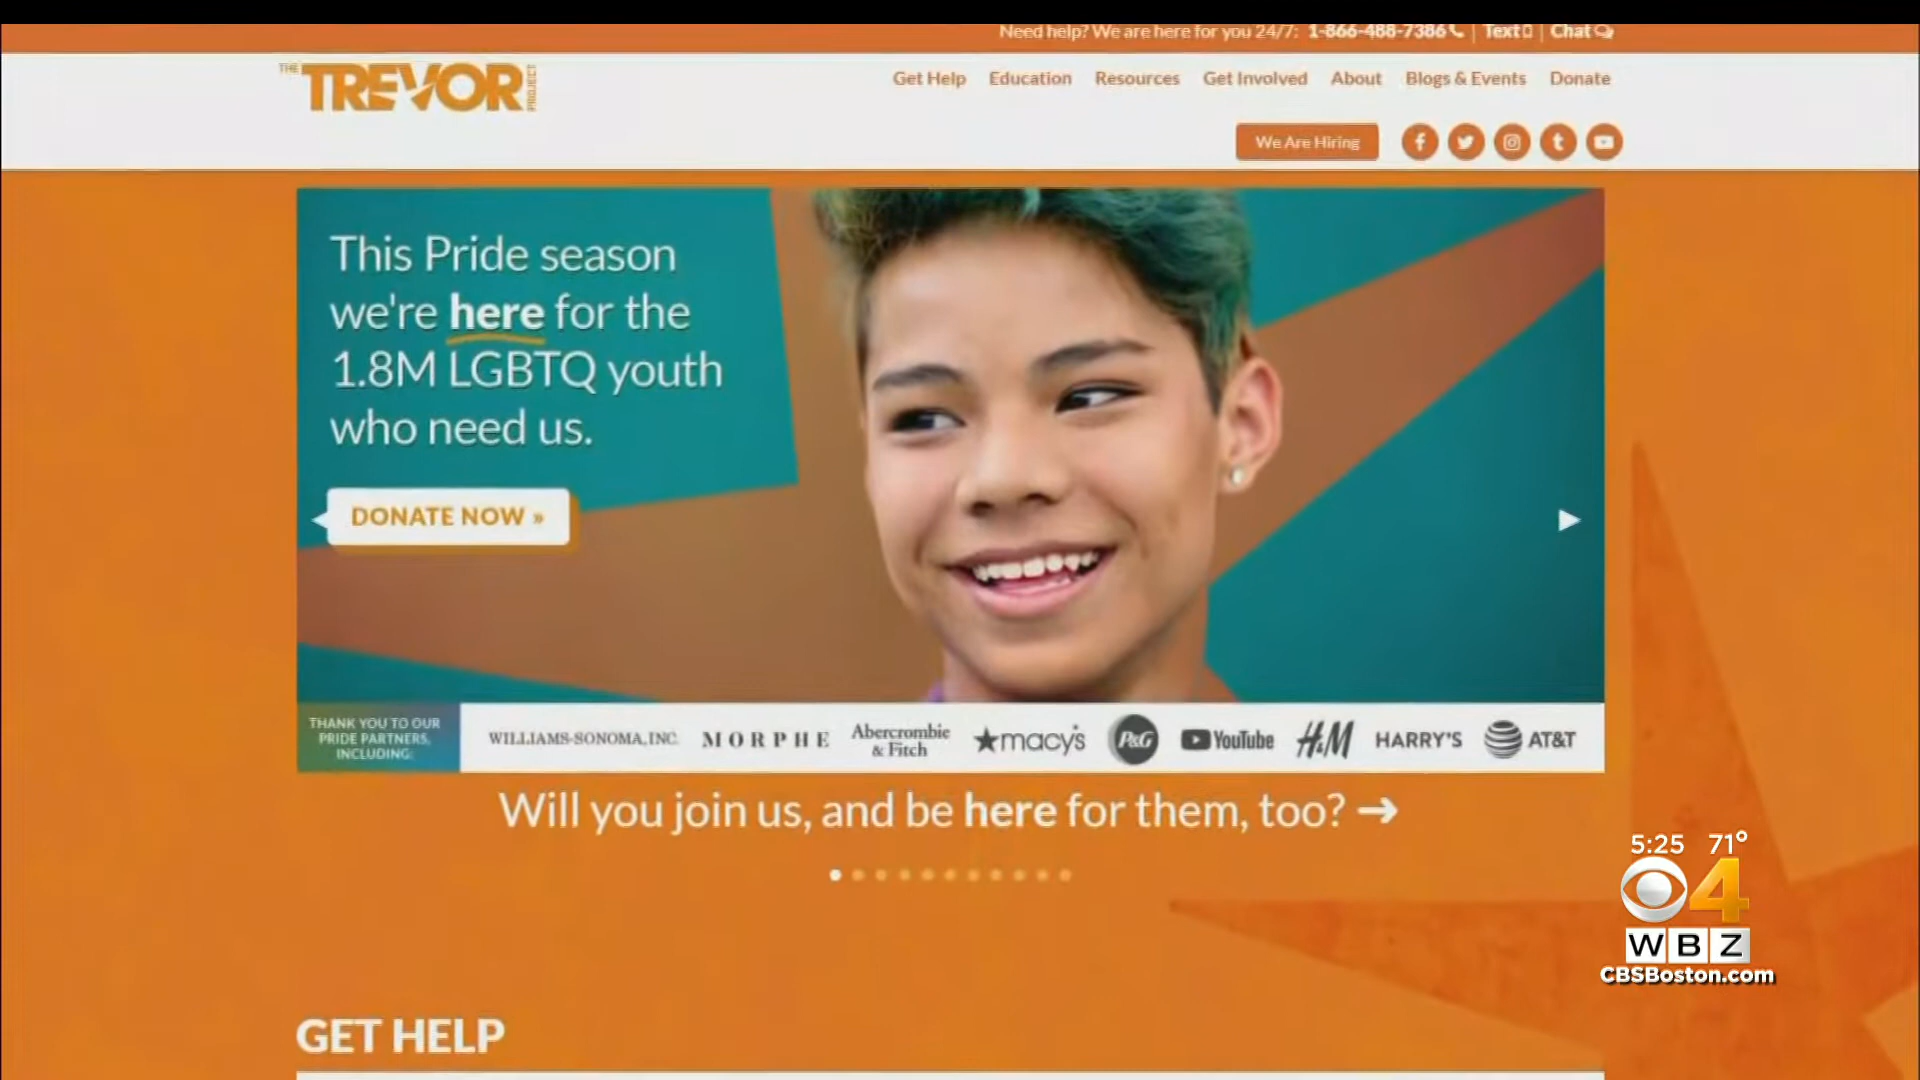 Need help? We are here for you 24/7: 1-866-488-7386 | Text | Chat
THE TREVOR PROJECT
Get Help Education Resources Get Involved About Blogs & Events Donate
We Are Hiring
This Pride season
we're here for the
1.8M LGBTQ youth
who need us.
DONATE NOW »
THANK YOU TO OUR
PRIDE PARTNERS,
INCLUDING:
WILLIAMS-SONOMA, INC.
MORPHE
Abercrombie
& Fitch
macy's
P&G
YouTube
H&M
HARRY'S
AT&T
Will you join us, and be here for them, too? →
5:25 71°
4
WBZ
CBSBoston.com
GET HELP